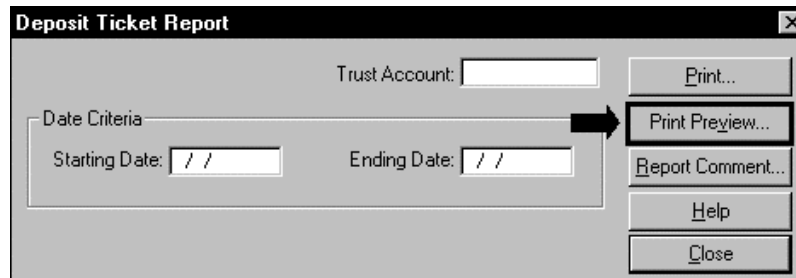 Deposit Ticket Report
Trust Account:
Print...
Date Criteria
Print Preview...
Starting Date: / /
Ending Date: / /
Report Comment...
Help
Close